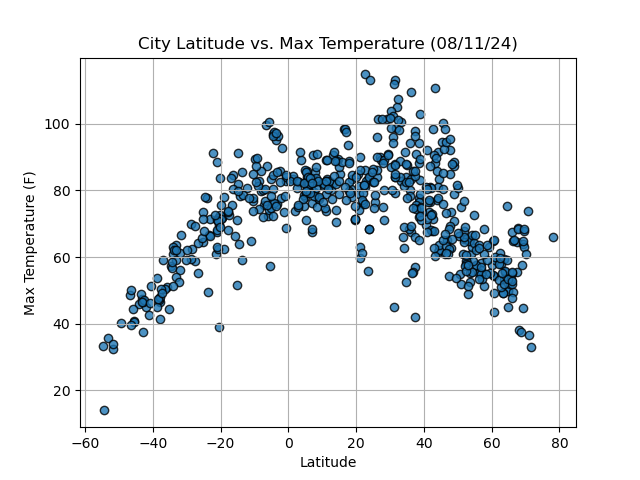 City Latitude vs. Max Temperature (08/11/24)
100
80
60
40
20
Max Temperature (F)
−60 −40 −20 0 20 40 60 80
Latitude